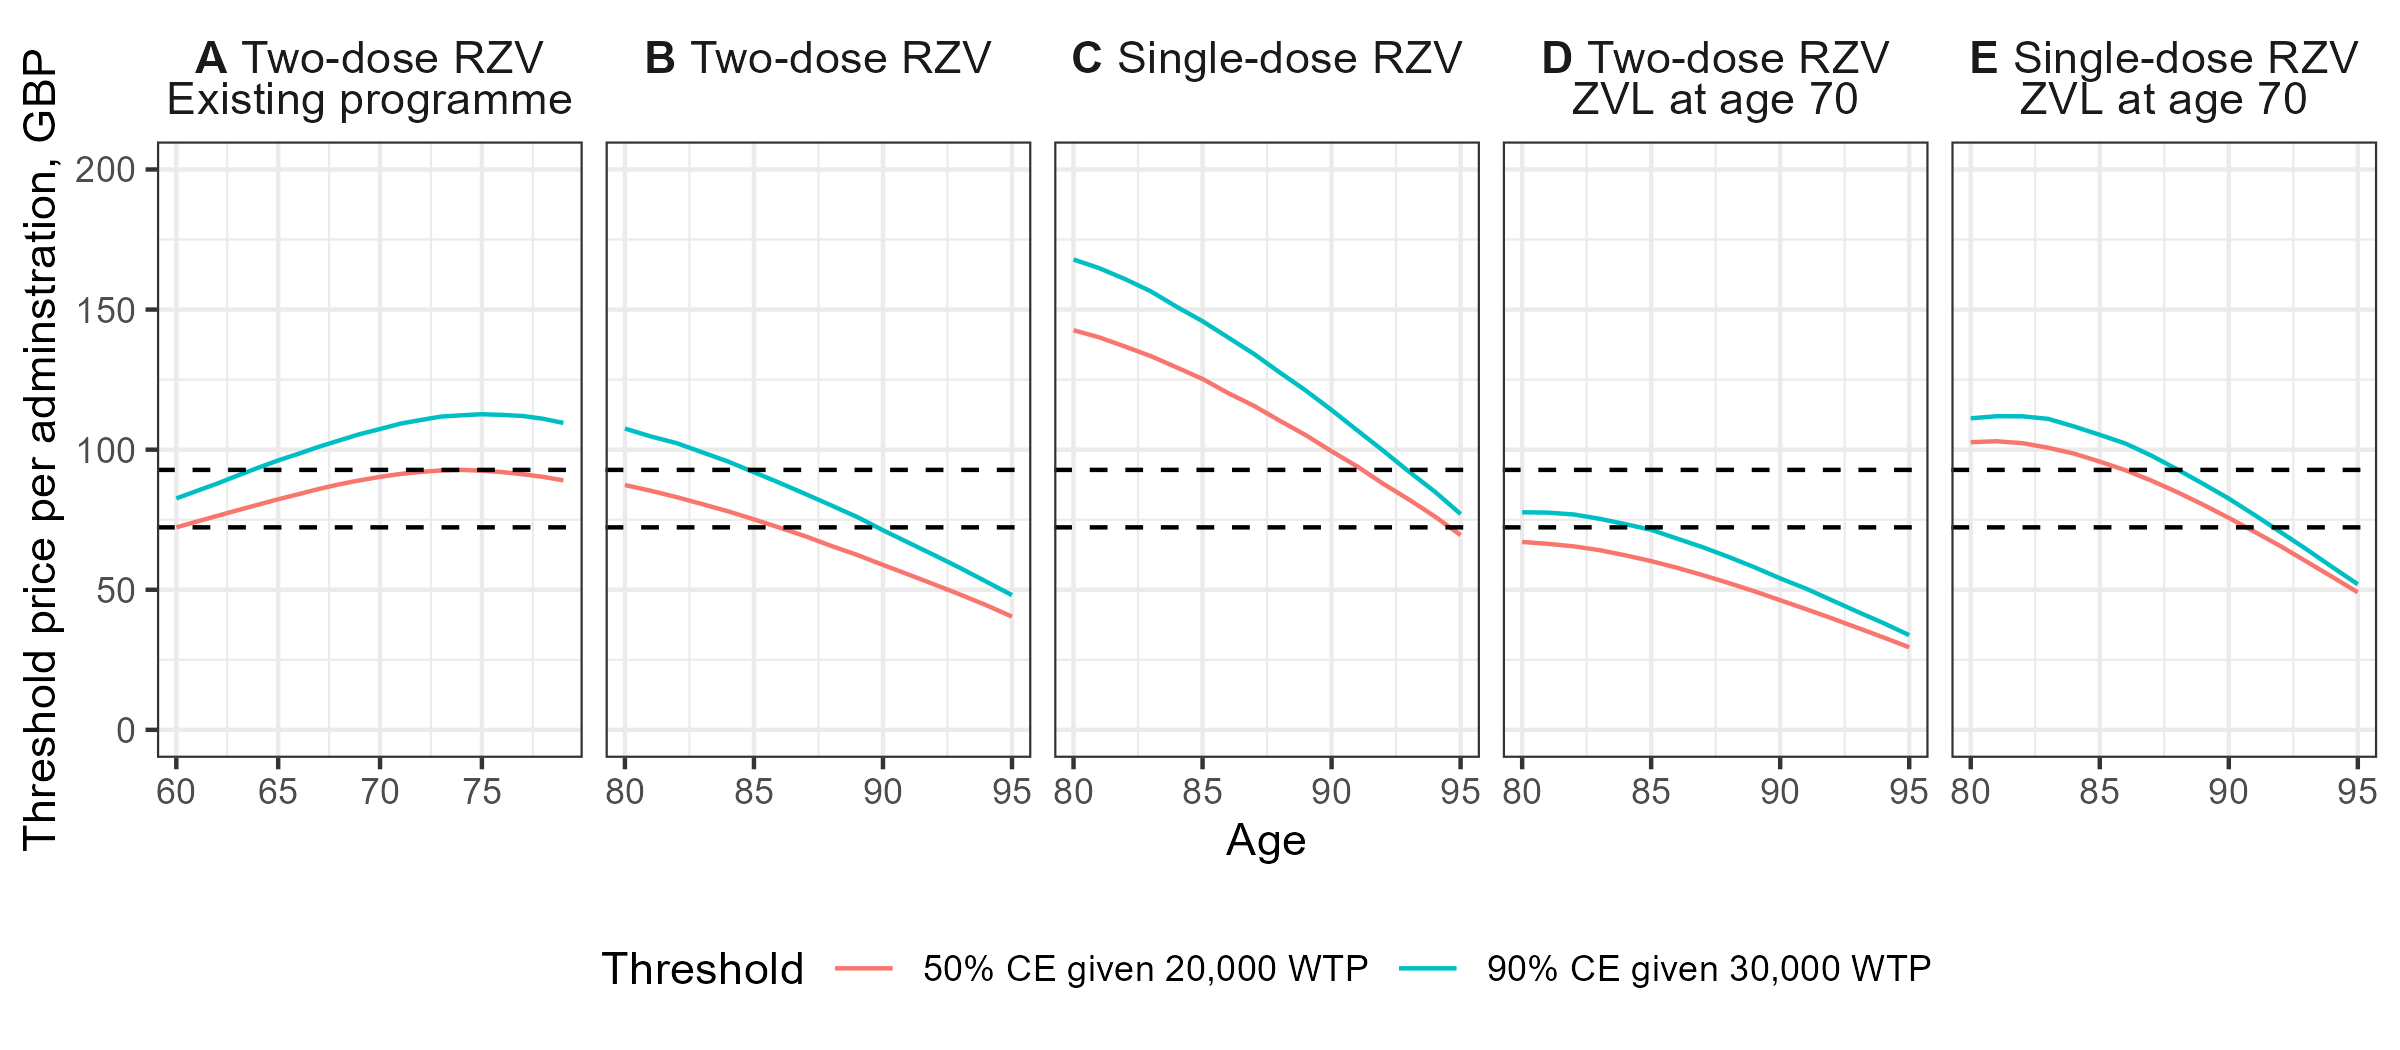 A Two-dose RZV
Existing programme
B Two-dose RZV
C Single-dose RZV
D Two-dose RZV
ZVL at age 70
E Single-dose RZV
ZVL at age 70
Threshold price per adminstration, GBP
200
150
100
50
0
60 65 70 75
80 85 90 95
80 85 90 95
80 85 90 95
80 85 90 95
Age
Threshold 50% CE given 20,000 WTP 90% CE given 30,000 WTP